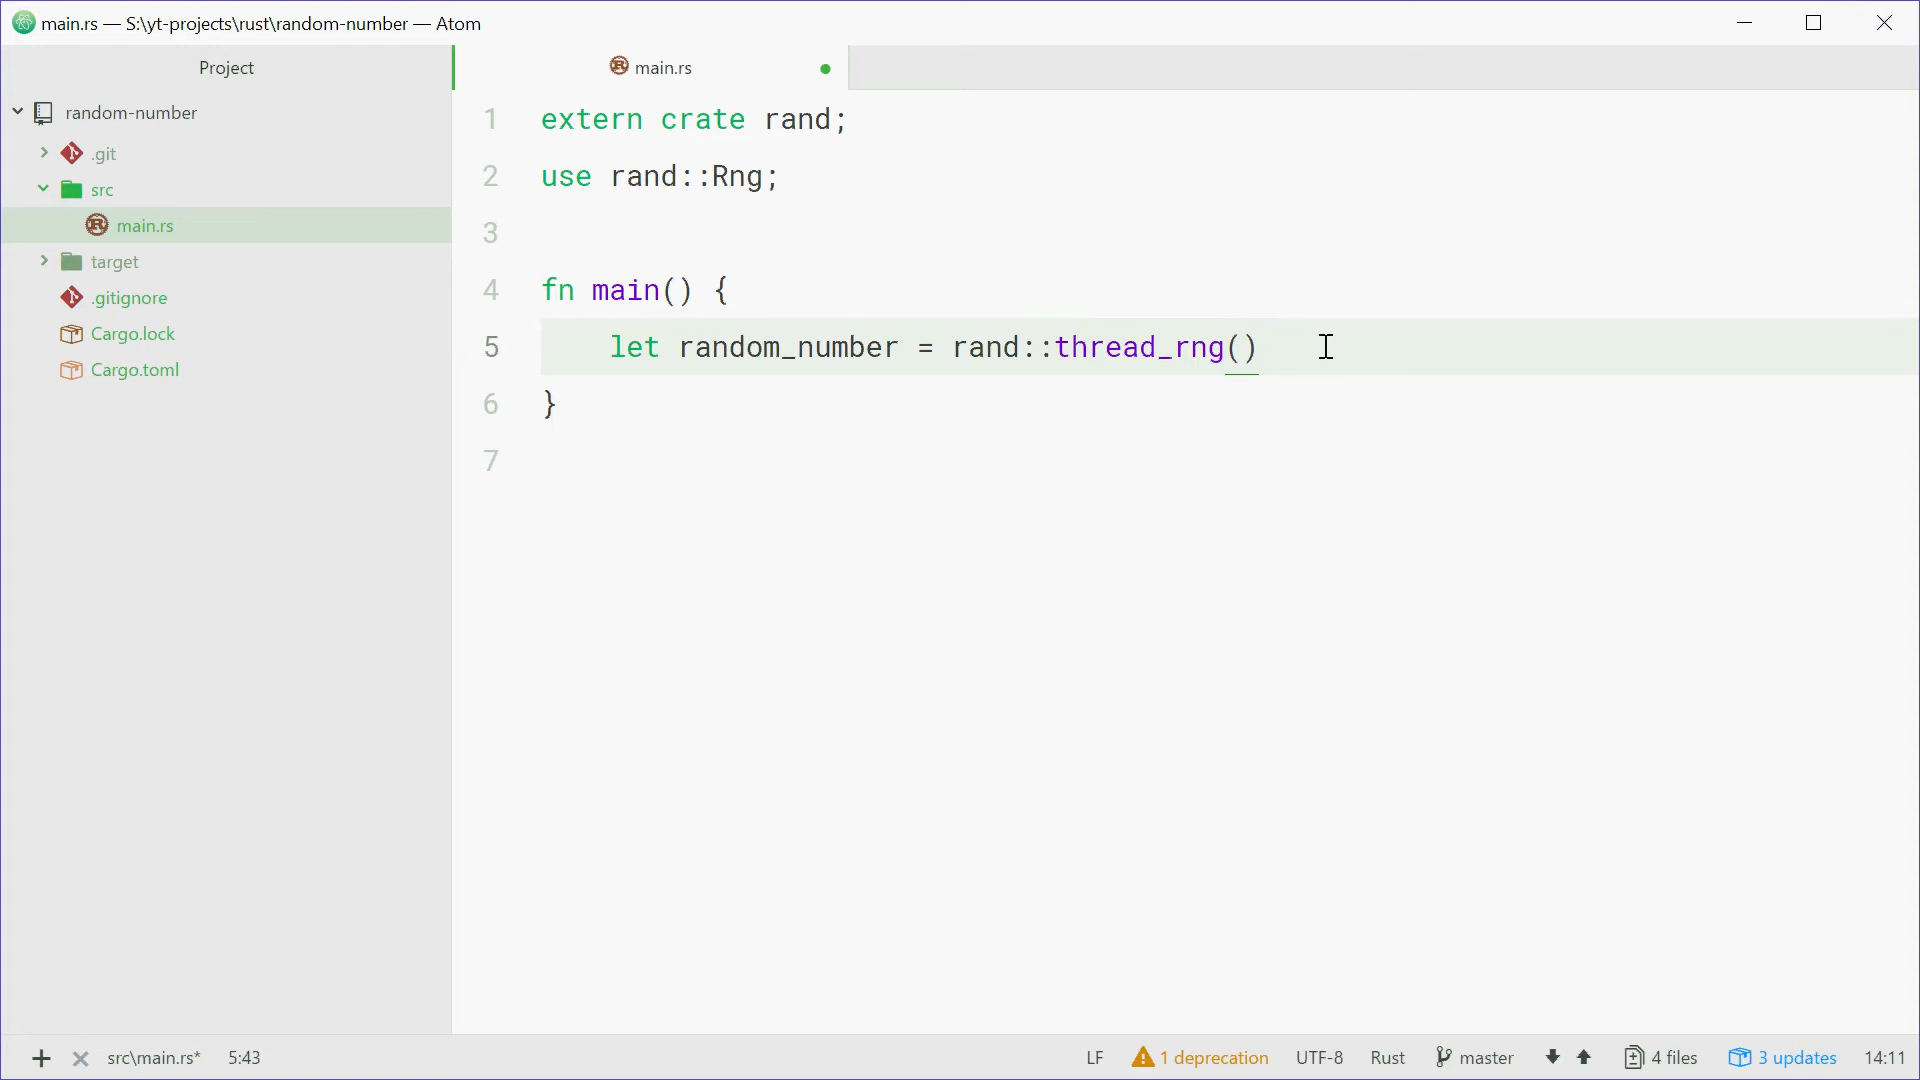 main.rs — S:\yt-projects\rust\random-number — Atom
Project
random-number
.git
src
main.rs
target
.gitignore
Cargo.lock
Cargo.toml
main.rs
1 extern crate rand;
2 use rand::Rng;
3
4 fn main() {
5 let random_number = rand::thread_rng()
6 }
7
src\main.rs* 5:43 LF 1 deprecation UTF-8 Rust master 4 files 3 updates 14:11